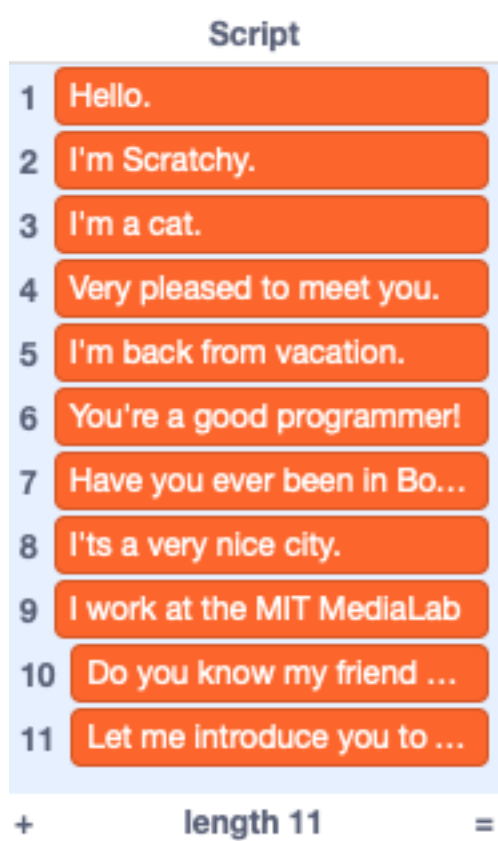 Script
1 Hello.
2 I'm Scratchy.
3 I'm a cat.
4 Very pleased to meet you.
5 I'm back from vacation.
6 You're a good programmer!
7 Have you ever been in Bo...
8 I'ts a very nice city.
9 I work at the MIT MediaLab
10 Do you know my friend ...
11 Let me introduce you to ...
+ length 11 =